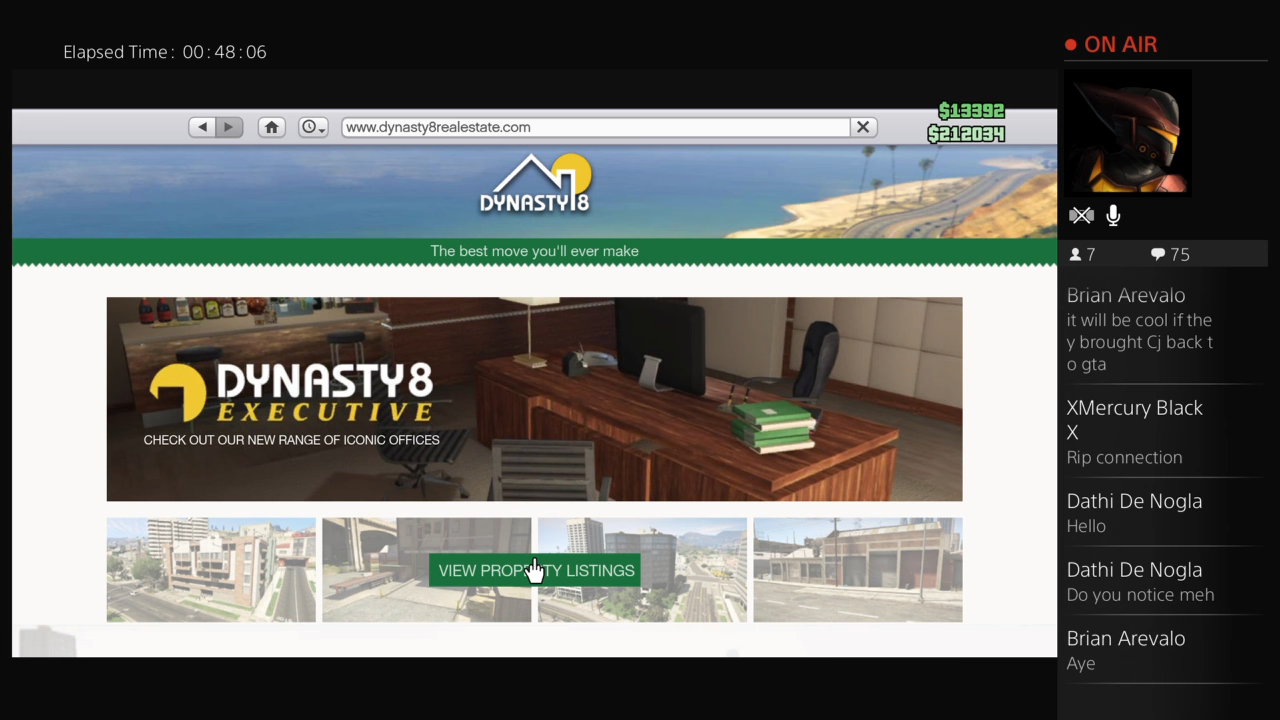 Elapsed Time: 00:48:06
ON AIR
www.dynasty8realestate.com
$13392
$212034
DYNASTY8
The best move you'll ever make
7
75
DYNASTY8
EXECUTIVE
CHECK OUT OUR NEW RANGE OF ICONIC OFFICES
VIEW PROPERTY LISTINGS
Brian Arevalo
it will be cool if the
y brought Cj back t
o gta
XMercury Black
X
Rip connection
Dathi De Nogla
Hello
Dathi De Nogla
Do you notice meh
Brian Arevalo
Aye